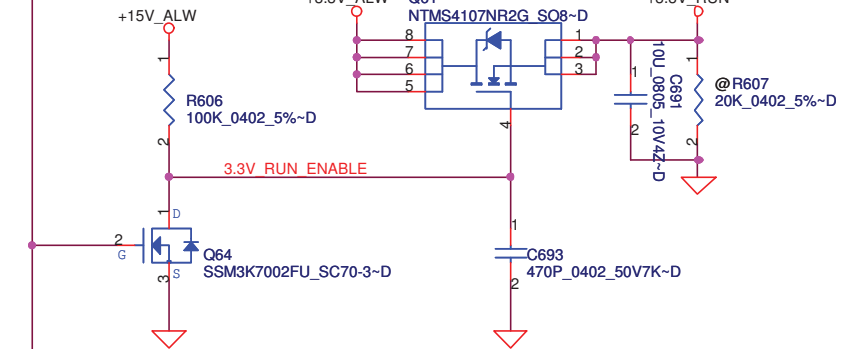 +15V_ALW
NTMS4107NR2G_SO8~D
8
7
6
5
1
2
3
4
1
R606
100K_0402_5%~D
2
1
2
10U_0805_10V4Z~D
C691
1
@R607
20K_0402_5%~D
2
3.3V_RUN_ENABLE
1
D
2
G
Q64
SSM3K7002FU_SC70-3~D
3
S
1
C693
470P_0402_50V7K~D
2